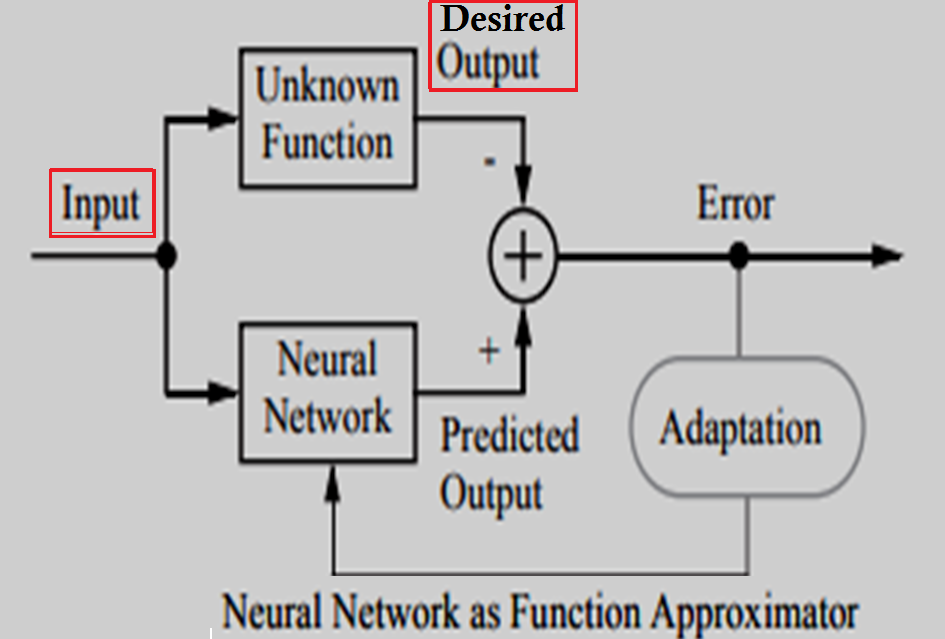 Desired
Output
Unknown
Function
-
Input
Error
+
Neural
Network
+
Predicted
Output
Adaptation
Neural Network as Function Approximator